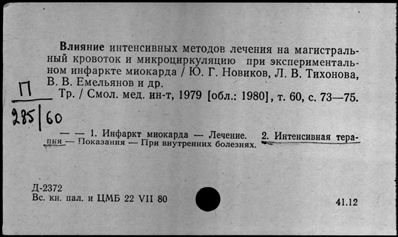 Влияние интенсивных методов лечения на магистраль-
ный кровоток и микроциркуляцию при эксперименталь-
ном инфаркте миокарда / Ю. Г. Новиков, Л. В. Тихонова,
В. В. Емельянов и др.
Тр. / Смол. мед. ин-т, 1979 [обл.: 1980], т. 60, с. 73—75.
П
285/60
— — 1. Инфаркт миокарда — Лечение. 2. Интенсивная тера-
пия — Показания — При внутренних болезнях.
Д-2372
Вс. кн. пал. и ЦМБ 22 VII 80
41.12